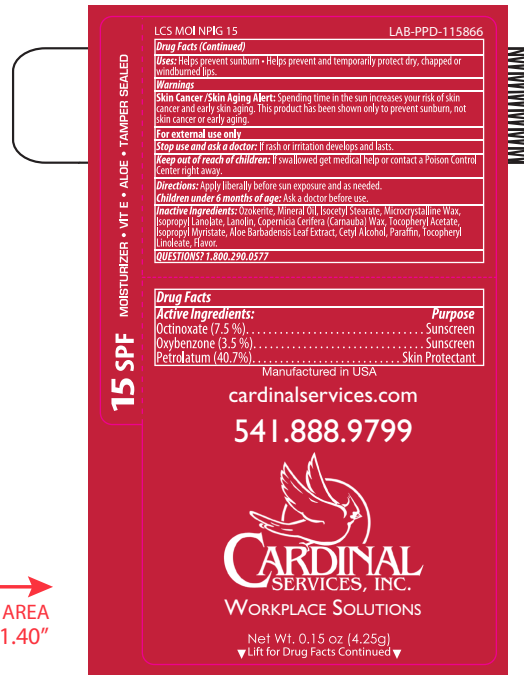 LCS MOI NPIG 15 LAB-PPD-115866
Drug Facts (Continued)
Uses: Helps prevent sunburn • Helps prevent and temporarily protect dry, chapped or
windburned lips.
Warnings
Skin Cancer /Skin Aging Alert: Spending time in the sun increases your risk of skin
cancer and early skin aging. This product has been shown only to prevent sunburn, not
skin cancer or early aging.
For external use only
Stop use and ask a doctor: If rash or irritation develops and lasts.
Keep out of reach of children: If swallowed get medical help or contact a Poison Control
Center right away.
Directions: Apply liberally before sun exposure and as needed.
Children under 6 months of age: Ask a doctor before use.
Inactive Ingredients: Ozokerite, Mineral Oil, Isocetyl Stearate, Microcrystalline Wax,
Isopropyl Lanolate, Lanolin, Copernicia Cerifera (Carnauba) Wax, Tocopheryl Acetate,
Isopropyl Myristate, Aloe Barbadensis Leaf Extract, Cetyl Alcohol, Paraffin, Tocopheryl
Linoleate, Flavor.
QUESTIONS? 1.800.290.0577
15 SPF MOISTURIZER • VIT E • ALOE • TAMPER SEALED
Drug Facts
Active Ingredients: Purpose
Octinoxate (7.5 %)................................Sunscreen
Oxybenzone (3.5 %)..............................Sunscreen
Petrolatum (40.7%)...........................Skin Protectant
Manufactured in USA
cardinalservices.com
541.888.9799
CARDINAL
SERVICES, INC.
WORKPLACE SOLUTIONS
Net Wt. 0.15 oz (4.25g)
▼Lift for Drug Facts Continued▼
AREA
1.40"